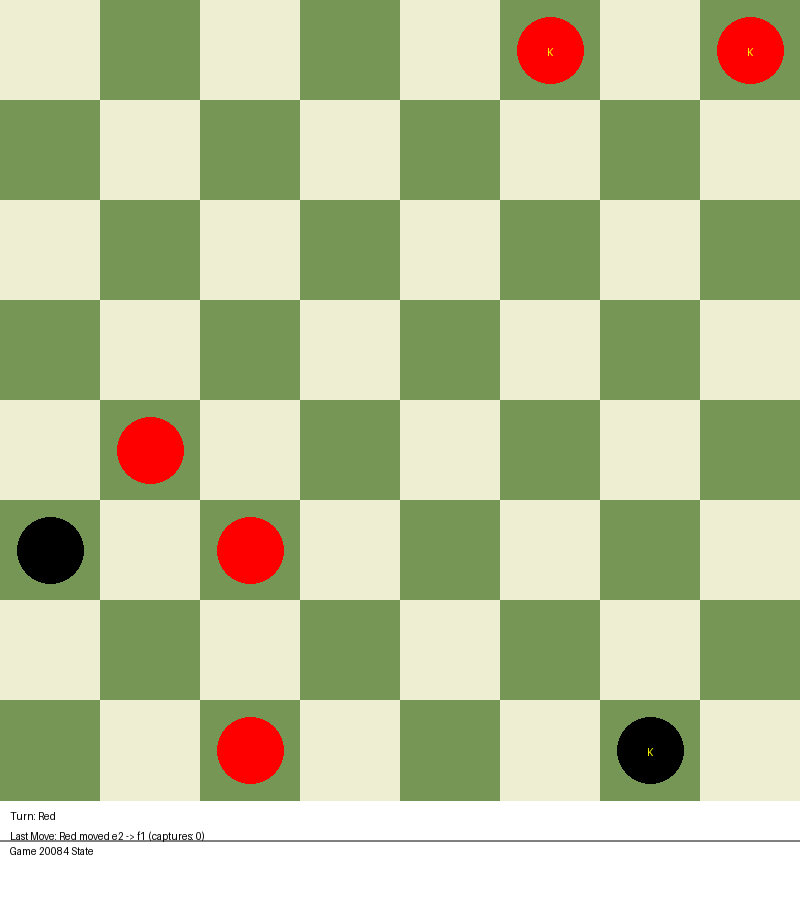 K K
K
Turn: Red
Last Move: Red moved e2 -> f1 (captures: 0)
Game 20084 State